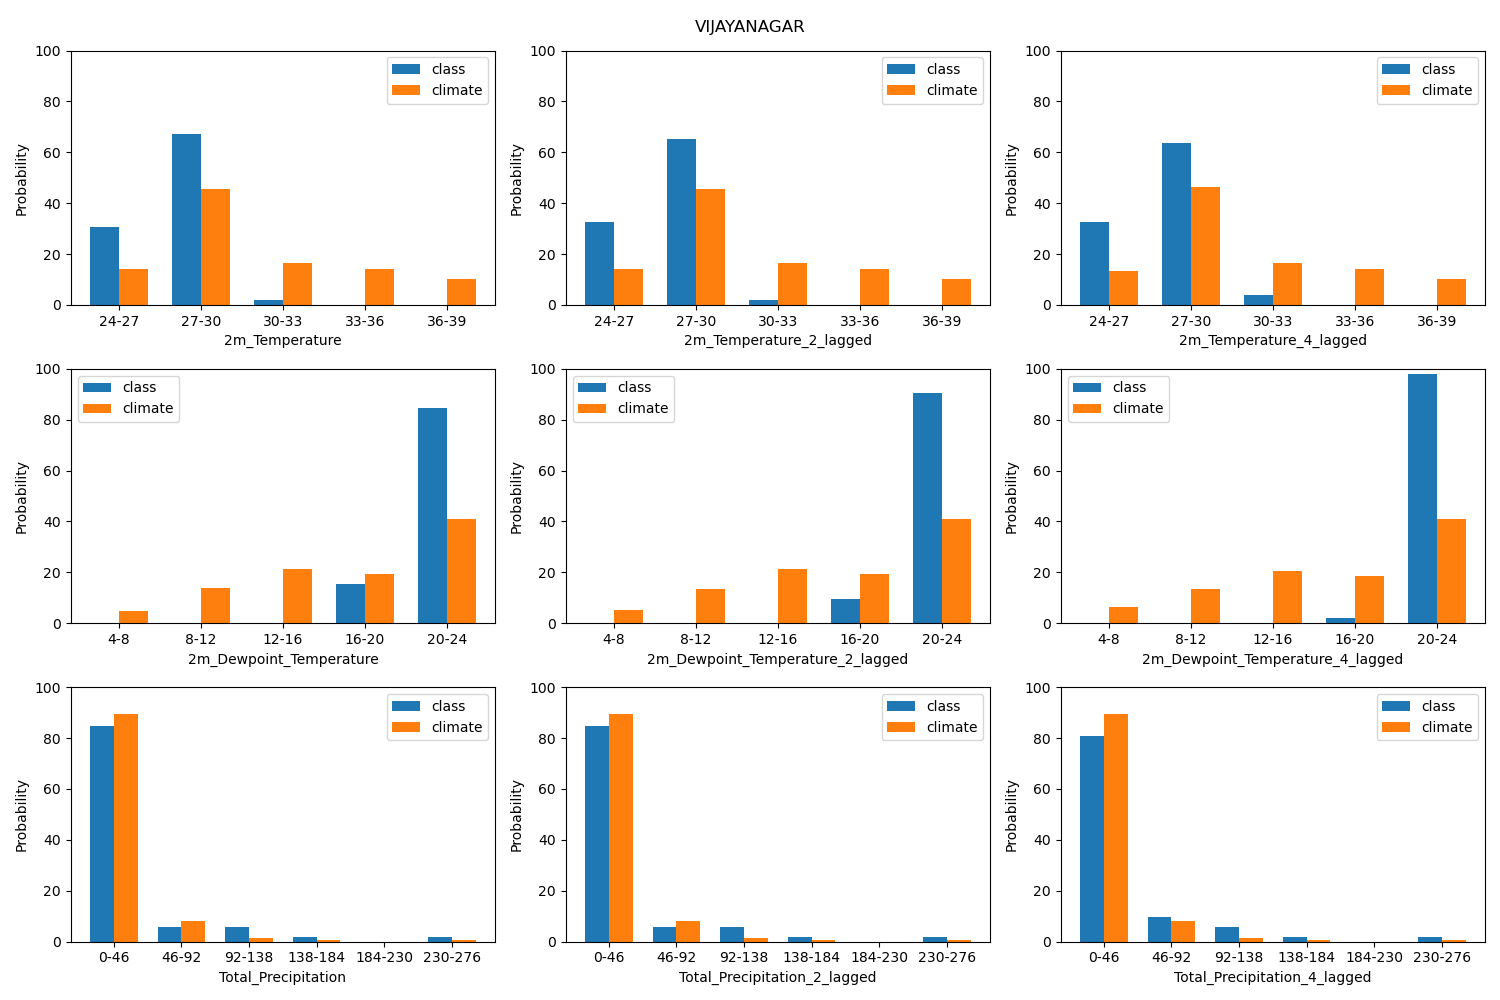 VIJAYANAGAR
100
80
60
40
20
0
Probability
class
climate
24-27 27-30 30-33 33-36 36-39
2m_Temperature
100
80
60
40
20
0
Probability
class
climate
24-27 27-30 30-33 33-36 36-39
2m_Temperature_2_lagged
100
80
60
40
20
0
Probability
class
climate
24-27 27-30 30-33 33-36 36-39
2m_Temperature_4_lagged
100
80
60
40
20
0
Probability
class
climate
4-8 8-12 12-16 16-20 20-24
2m_Dewpoint_Temperature
100
80
60
40
20
0
Probability
class
climate
4-8 8-12 12-16 16-20 20-24
2m_Dewpoint_Temperature_2_lagged
100
80
60
40
20
0
Probability
class
climate
4-8 8-12 12-16 16-20 20-24
2m_Dewpoint_Temperature_4_lagged
100
80
60
40
20
0
Probability
class
climate
0-46 46-92 92-138 138-184 184-230 230-276
Total_Precipitation
100
80
60
40
20
0
Probability
class
climate
0-46 46-92 92-138 138-184 184-230 230-276
Total_Precipitation_2_lagged
100
80
60
40
20
0
Probability
class
climate
0-46 46-92 92-138 138-184 184-230 230-276
Total_Precipitation_4_lagged